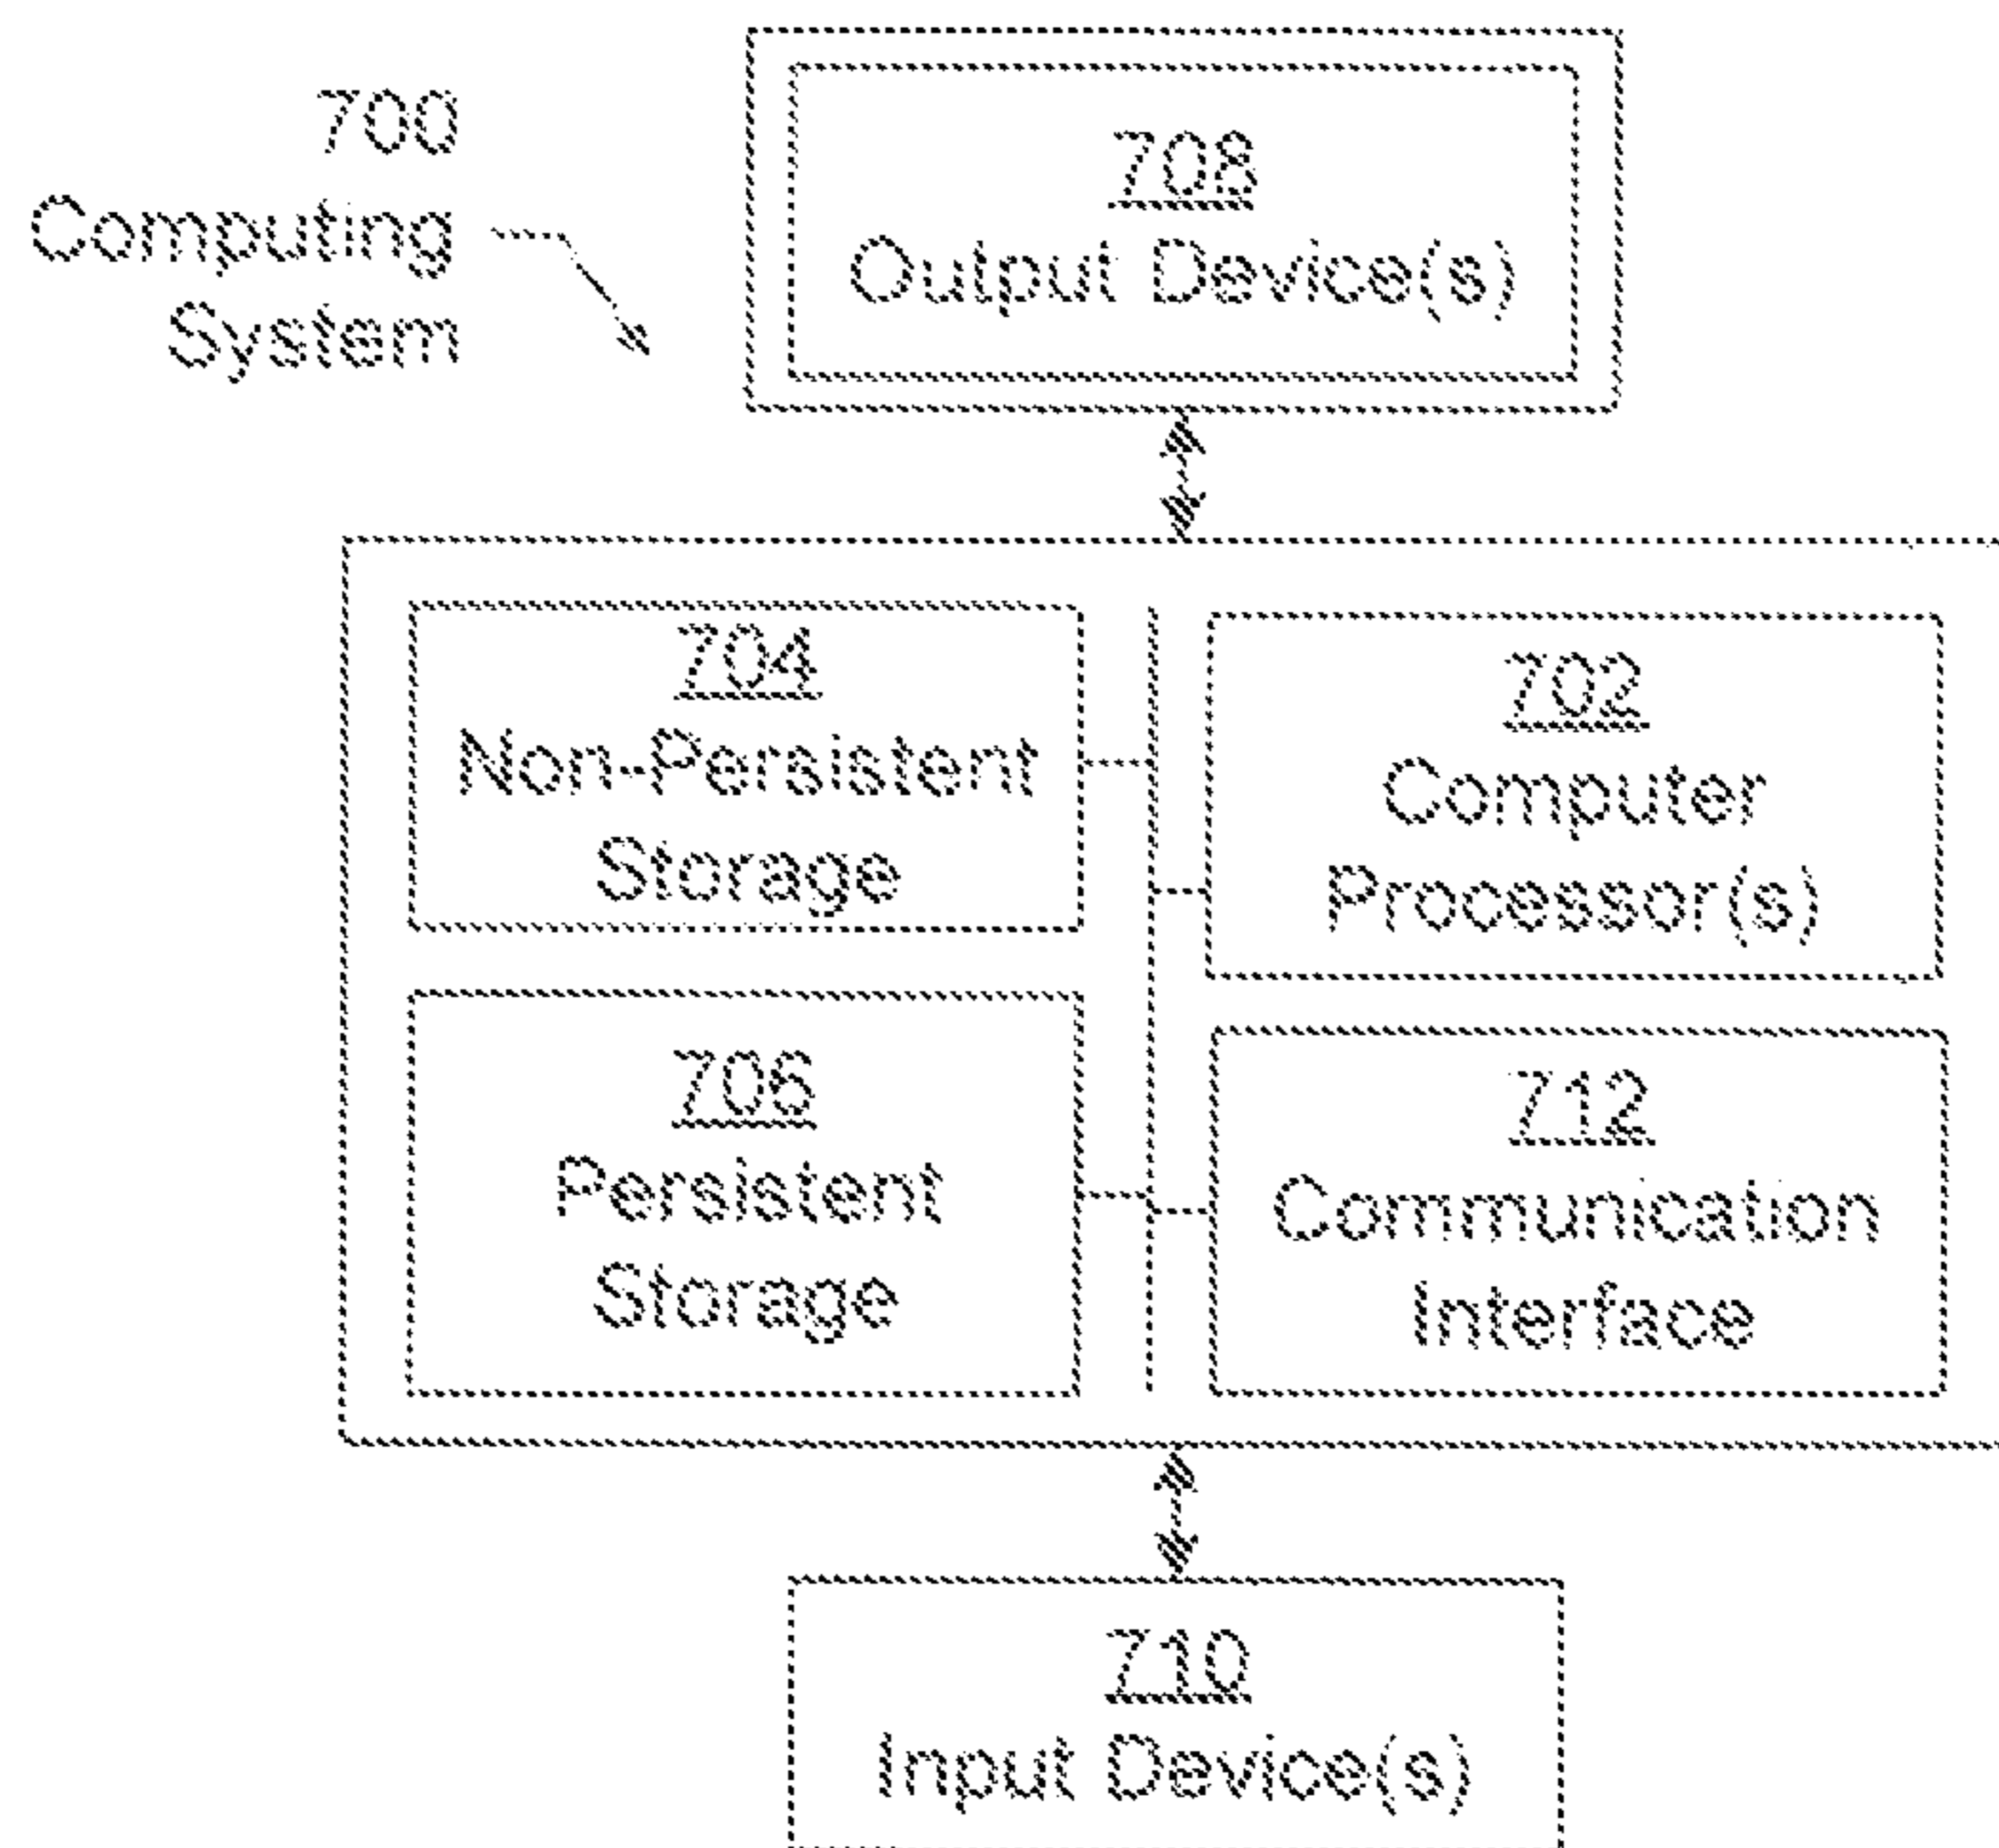 700
Computing
System
708
Output Device(s)
704
Non-Persistent
Storage
702
Computer
Processor(s)
706
Persistent
Storage
712
Communication
Interface
710
Input Device(s)